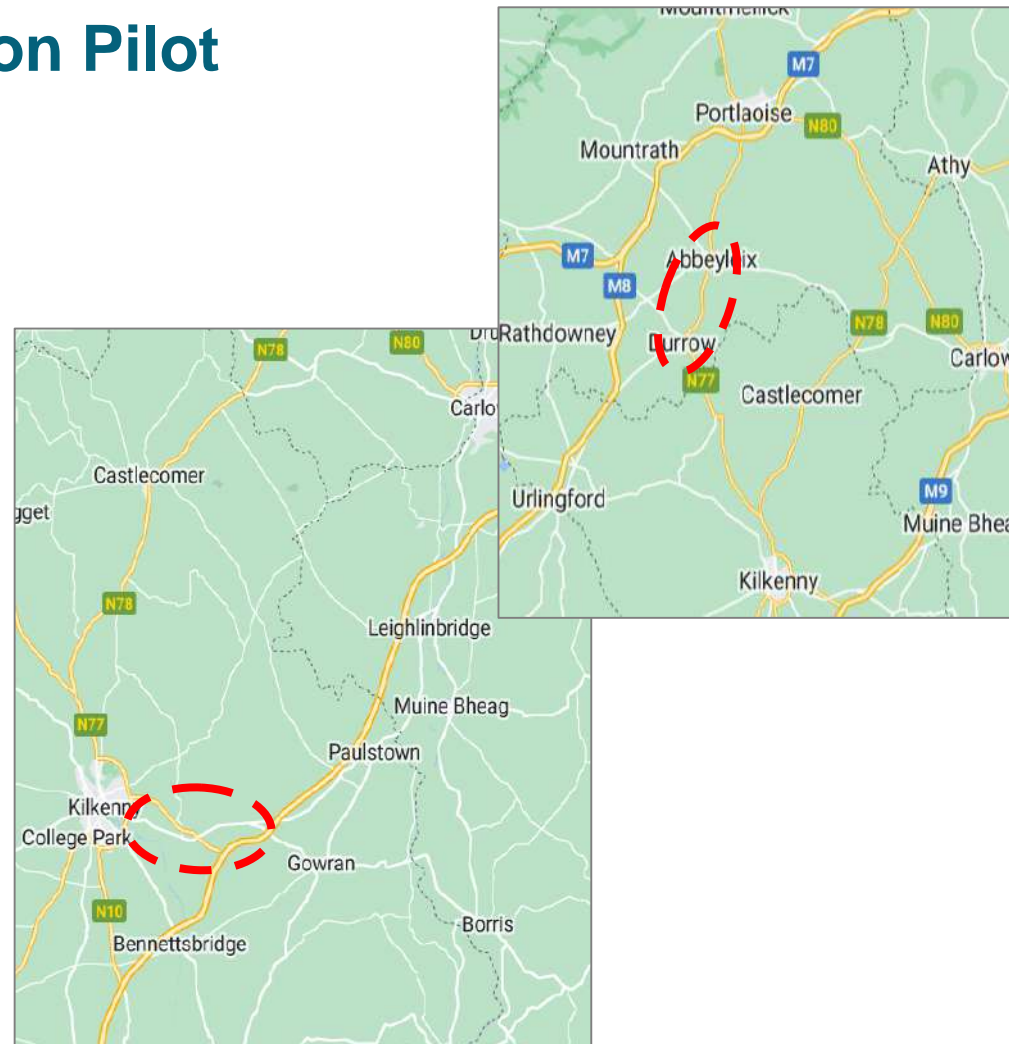 on Pilot
M7
Portlaoise
N80
Mountrath
Athy
M7
Abbeyleix
M8
Rathdowney
Durrow
N78
N80
Carlow
N77
Castlecomer
Urlingford
M9
Muine Bhea
Kilkenny
N78
N80
Carlo
Castlecomer
gget
N78
Leighlinbridge
Muine Bheag
N77
Paulstown
Kilkenny
College Park
Gowran
N10
Borris
Bennettsbridge